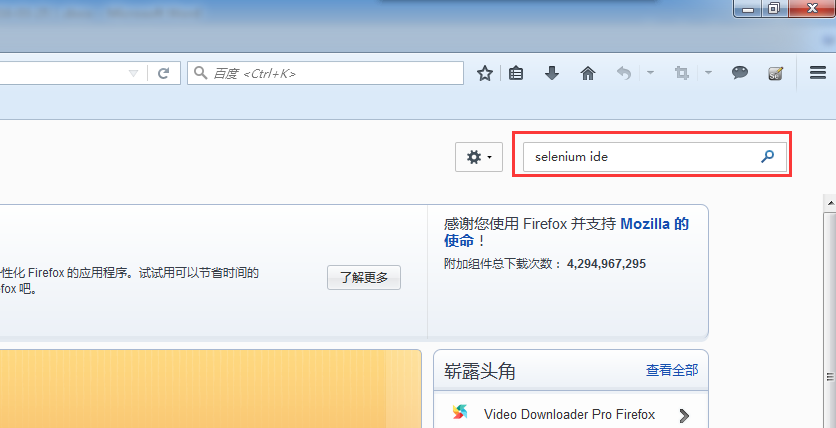 百度 <Ctrl+K>
selenium ide
感谢您使用 Firefox 并支持 Mozilla 的
使命！
附加组件总下载次数： 4,294,967,295
性化 Firefox 的应用程序。试试用可以节省时间的
efox 吧。
了解更多
崭露头角
查看全部
Video Downloader Pro Firefox